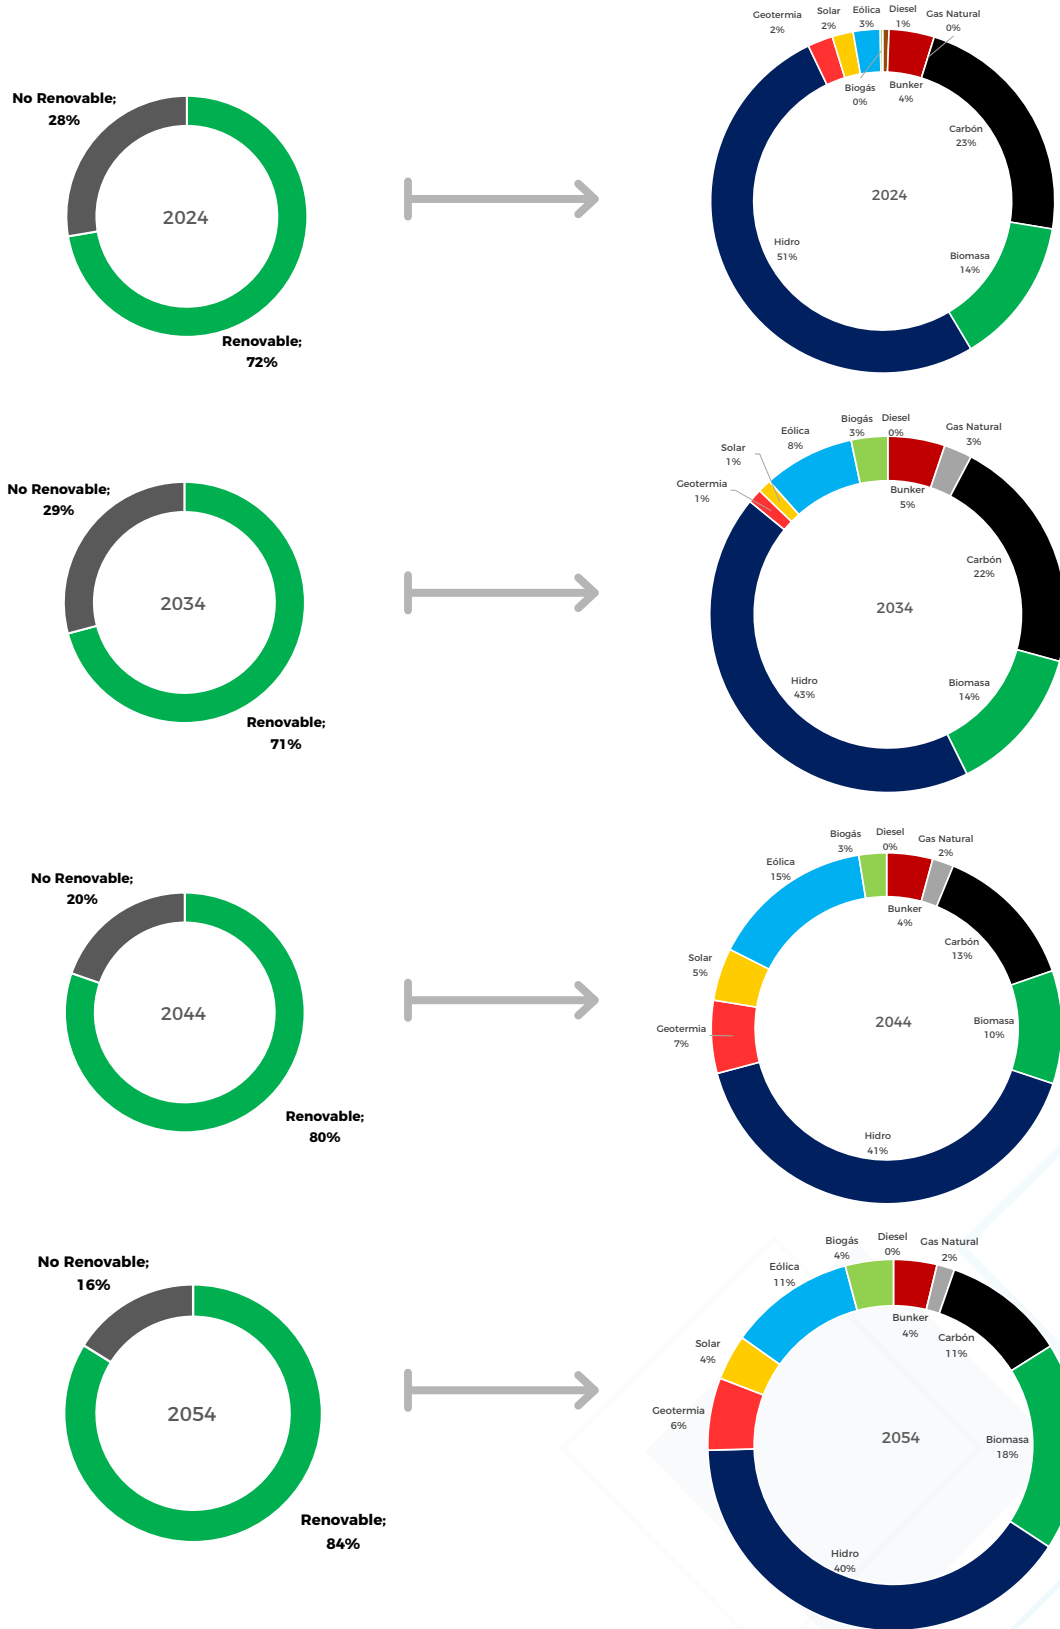 No Renovable;
28%
2024
Renovable;
72%
Geotermia
2%
Solar
2%
Eólica
3%
Diesel
1%
Gas Natural
0%
Biogás
0%
Bunker
4%
Carbón
23%
2024
Hidro
51%
Biomasa
14%
No Renovable;
29%
2034
Renovable;
71%
Geotermia
1%
Solar
1%
Eólica
8%
Biogás
3%
Diesel
0%
Gas Natural
3%
Bunker
5%
Carbón
22%
2034
Hidro
43%
Biomasa
14%
No Renovable;
20%
2044
Renovable;
80%
Geotermia
7%
Solar
5%
Eólica
15%
Biogás
3%
Diesel
0%
Gas Natural
2%
Bunker
4%
Carbón
13%
2044
Biomasa
10%
Hidro
41%
No Renovable;
16%
2054
Renovable;
84%
Geotermia
6%
Solar
4%
Eólica
11%
Biogás
4%
Diesel
0%
Gas Natural
2%
Bunker
4%
Carbón
11%
2054
Biomasa
18%
Hidro
40%